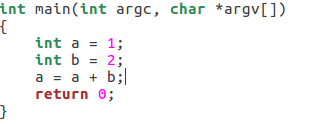 int main(int argc, char *argv[])
{
    int a = 1;
    int b = 2;
    a = a + b;
    return 0;
}